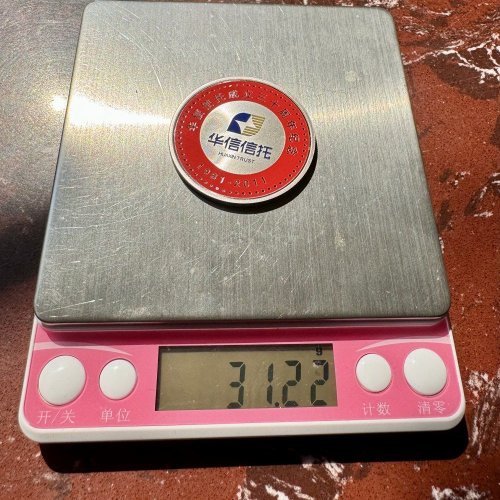 华信信托
HUAXIN TRUST
1981-2011
g
31.22
开/关
单位
计数
清零